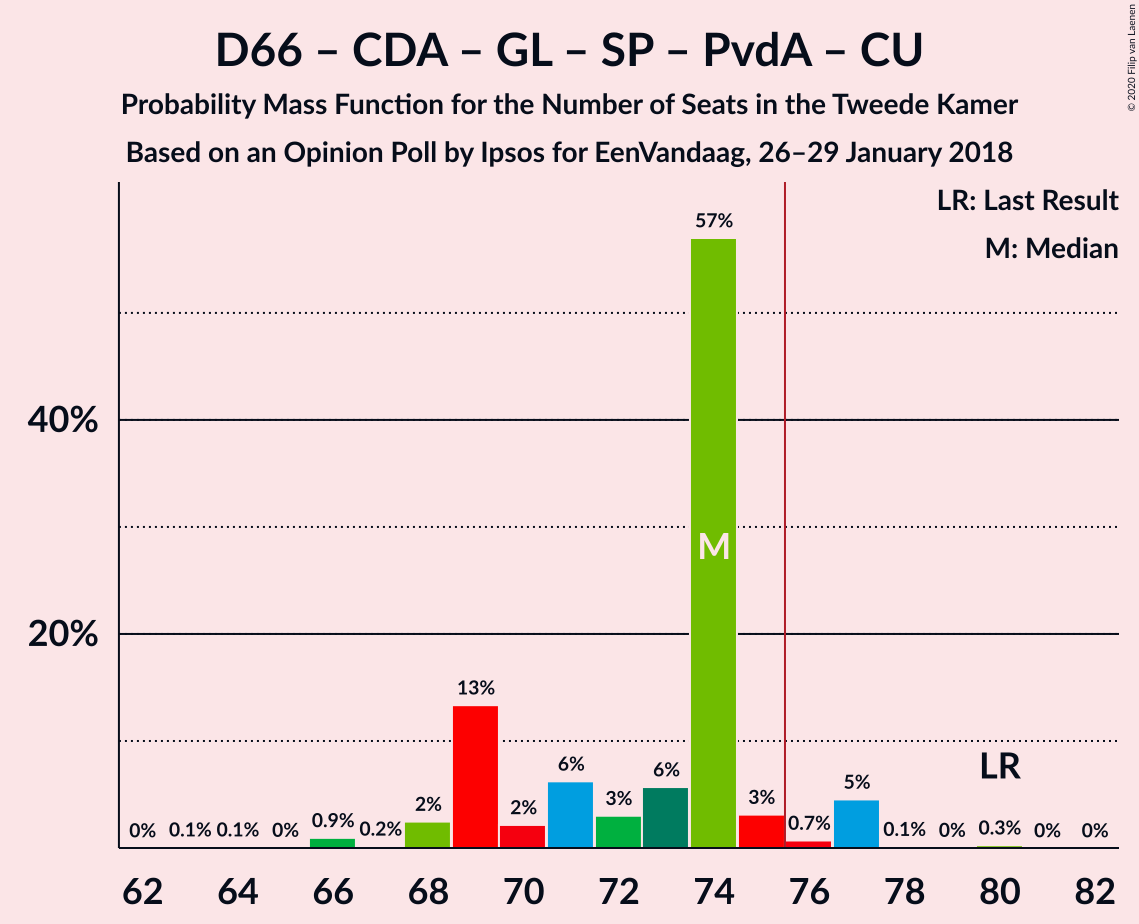 D66 – CDA – GL – SP – PvdA – CU
Probability Mass Function for the Number of Seats in the Tweede Kamer
Based on an Opinion Poll by Ipsos for EenVandaag, 26–29 January 2018
© 2020 Filip van Laenen
LR: Last Result
M: Median
40%
20%
0% 0.1% 0.1% 0% 0.9% 0.2% 2% 13% 2% 6% 3% 6% 57% 3% 0.7% 5% 0.1% 0% 0.3% 0% 0%
M
LR
62 64 66 68 70 72 74 76 78 80 82